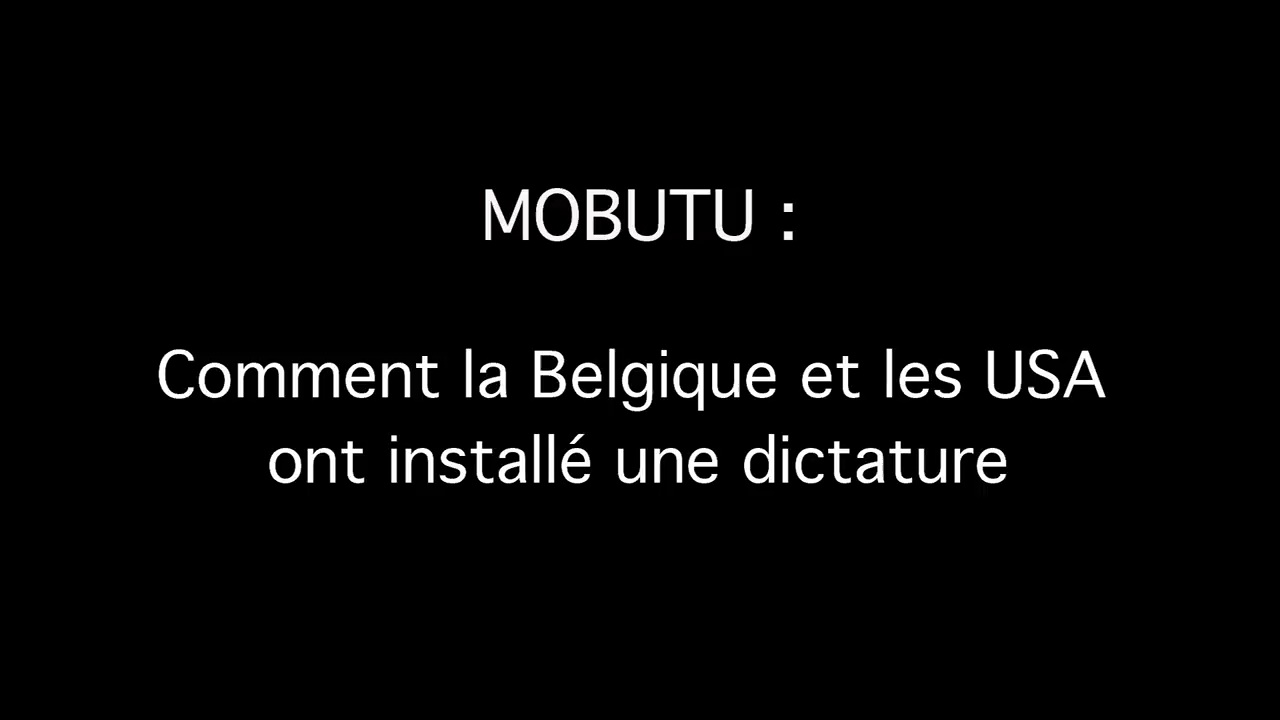 MOBUTU :
Comment la Belgique et les USA
ont installé une dictature